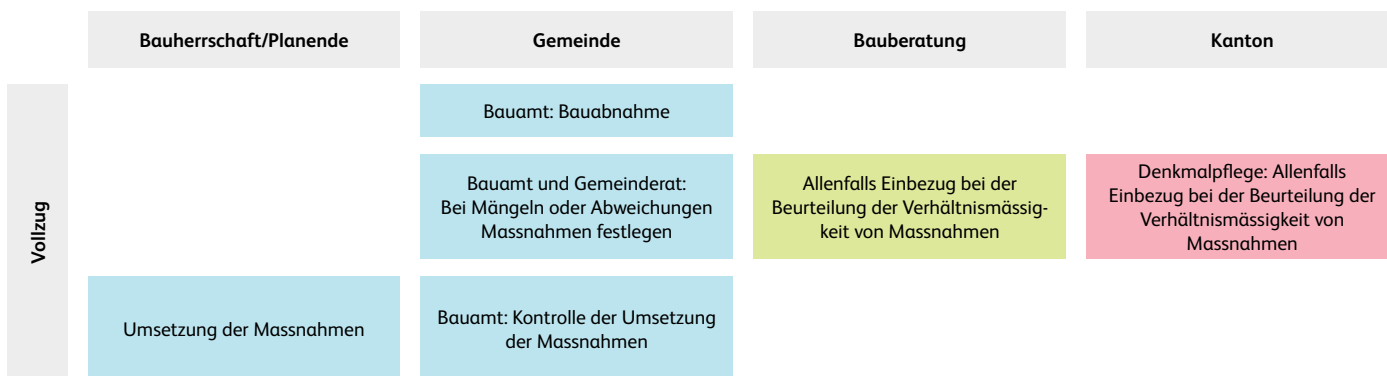 Bauherrschaft/Planende
Gemeinde
Bauberatung
Kanton
Vollzug
Bauamt: Bauabnahme
Bauamt und Gemeinderat:
Bei Mängeln oder Abweichungen
Massnahmen festlegen
Allenfalls Einbezug bei der
Beurteilung der Verhältnismässig-
keit von Massnahmen
Denkmalpflege: Allenfalls
Einbezug bei der Beurteilung der
Verhältnismässigkeit von
Massnahmen
Umsetzung der Massnahmen
Bauamt: Kontrolle der Umsetzung
der Massnahmen